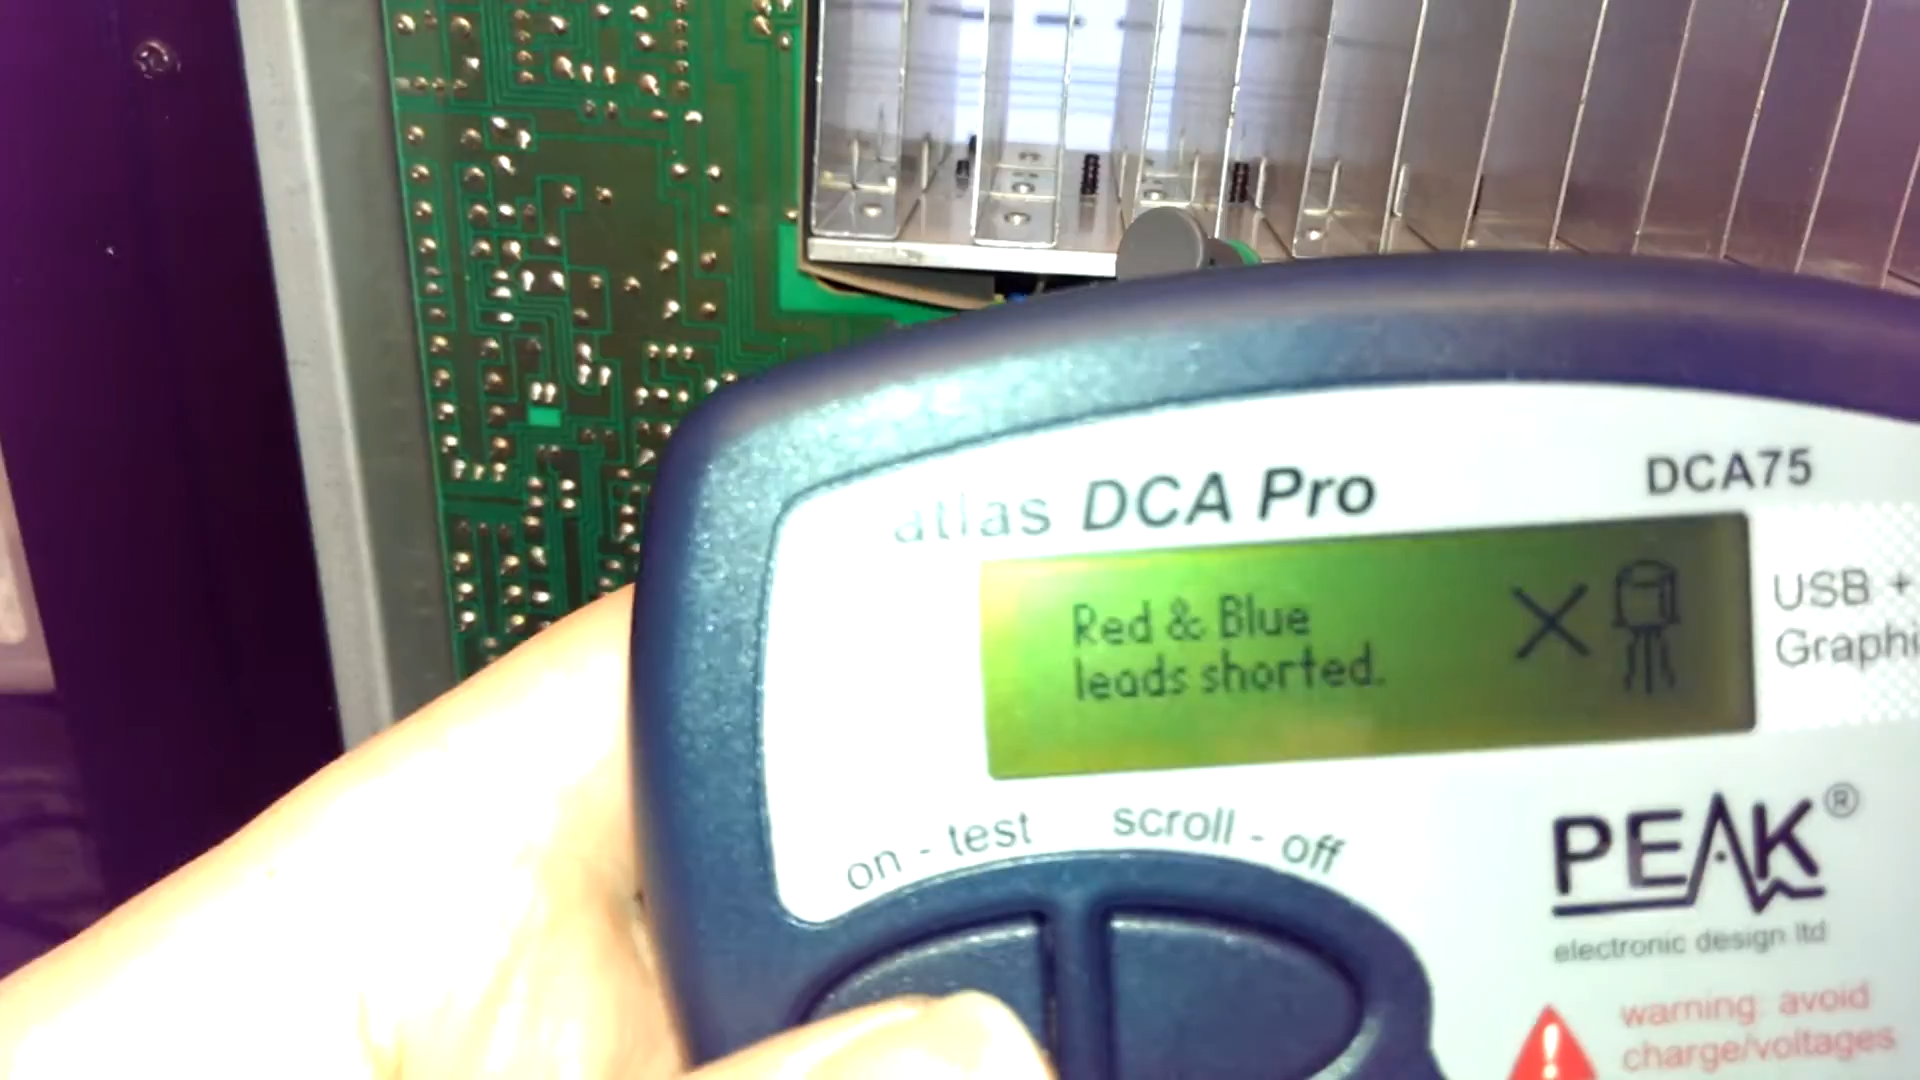 atlas DCA Pro
DCA75
Red & Blue
leads shorted.
USB +
on - test
scroll - off
PEAK®
electronic design ltd
warning: avoid
charge/voltages